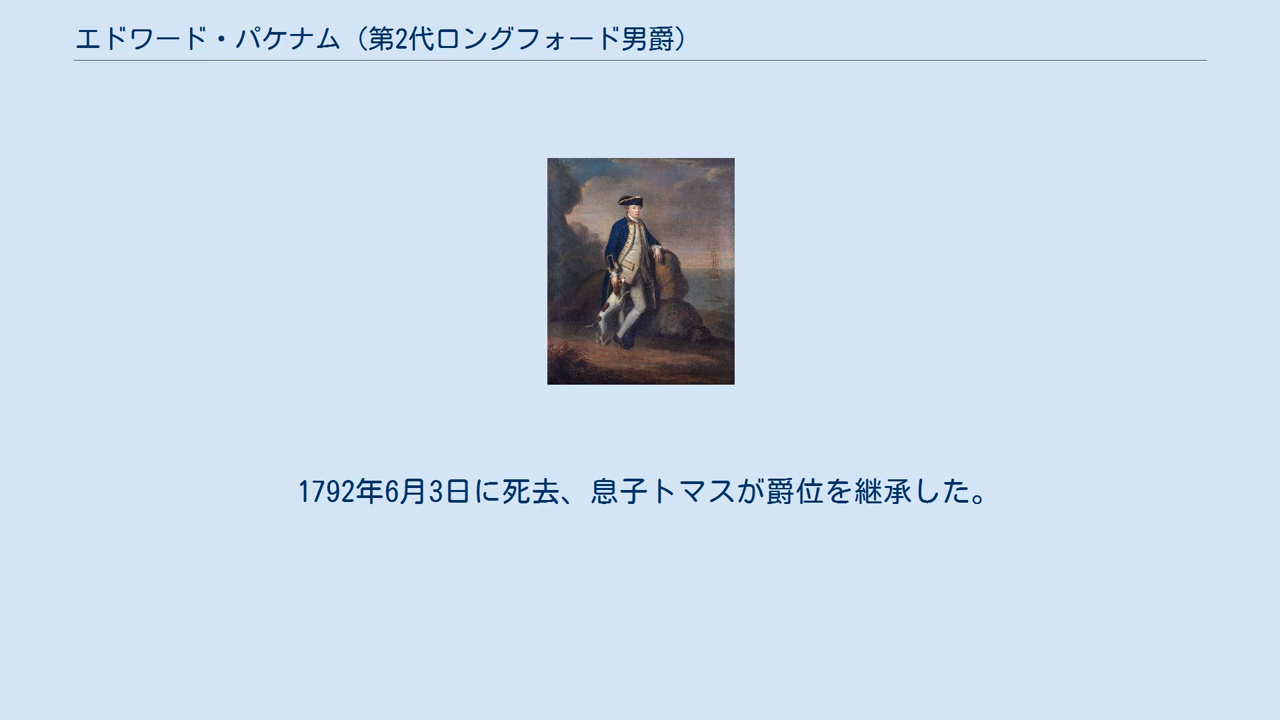 エドワード・パケナム（第2代ロングフォード男爵）
1792年6月3日に死去、息子トマスが爵位を継承した。